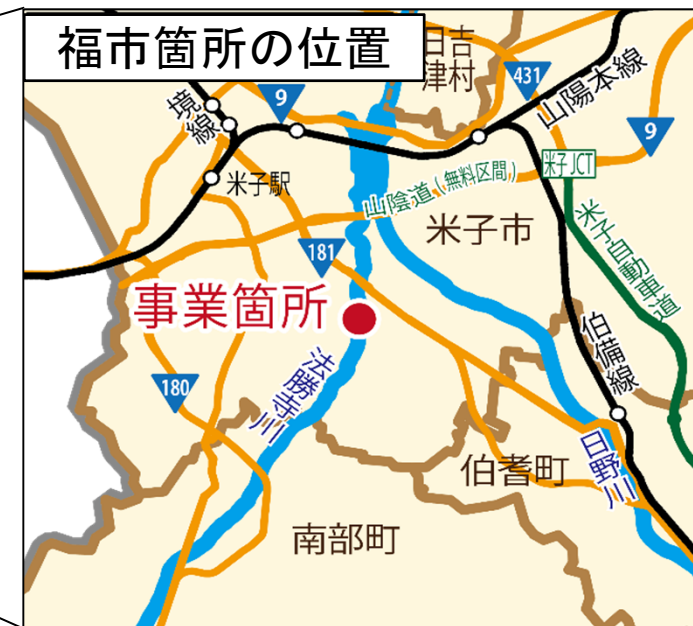 福市箇所の位置
日吉
津村
431
山陽本線
9
境線
9
米子JCT
米子駅
山陰道(無料区間)
米子市
米子自動車道
181
事業箇所
伯備線
法勝寺川
180
伯耆町
日野川
南部町